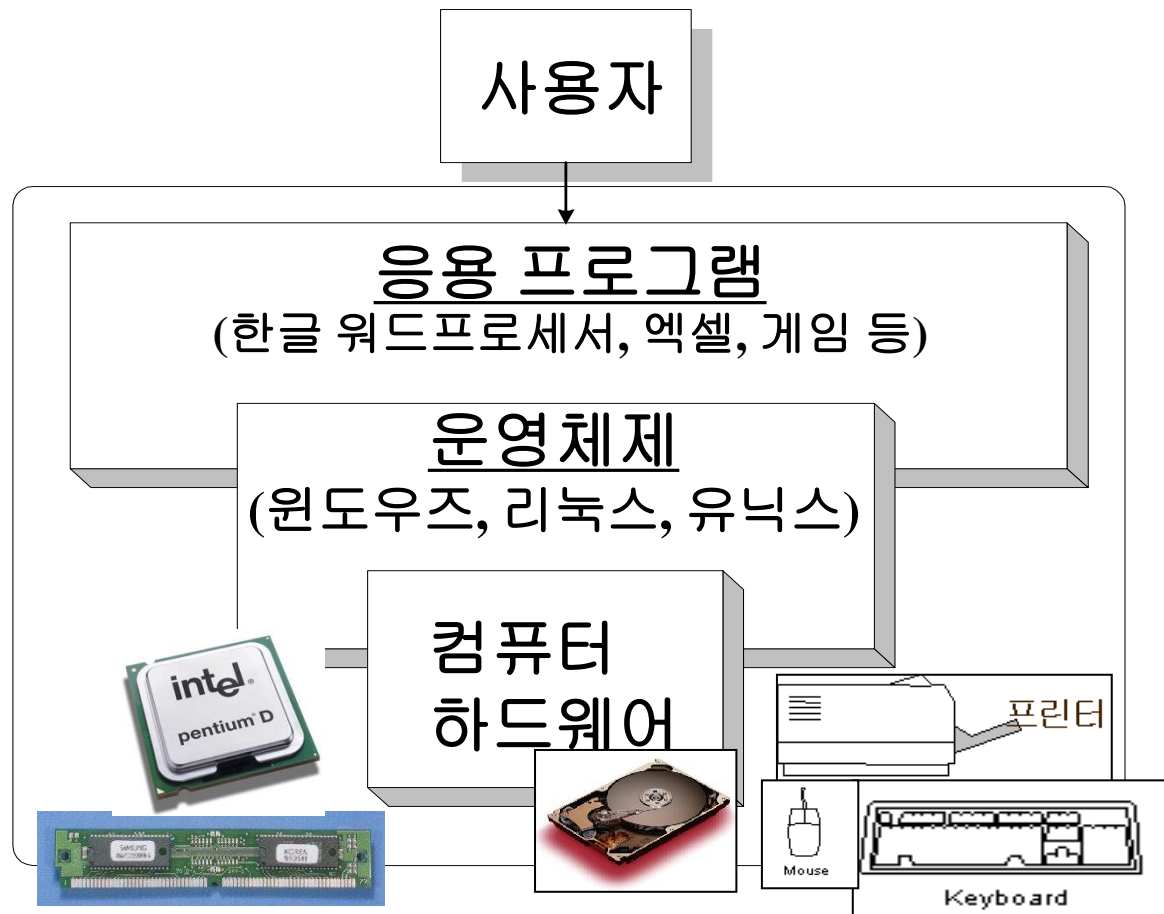 사용자
응용 프로그램
(한글 워드프로세서, 엑셀, 게임 등)
운영체제
(윈도우즈, 리눅스, 유닉스)
컴퓨터
하드웨어
intel.
pentium® D
프린터
SAMSUNG
KOREA
Mouse
Keyboard